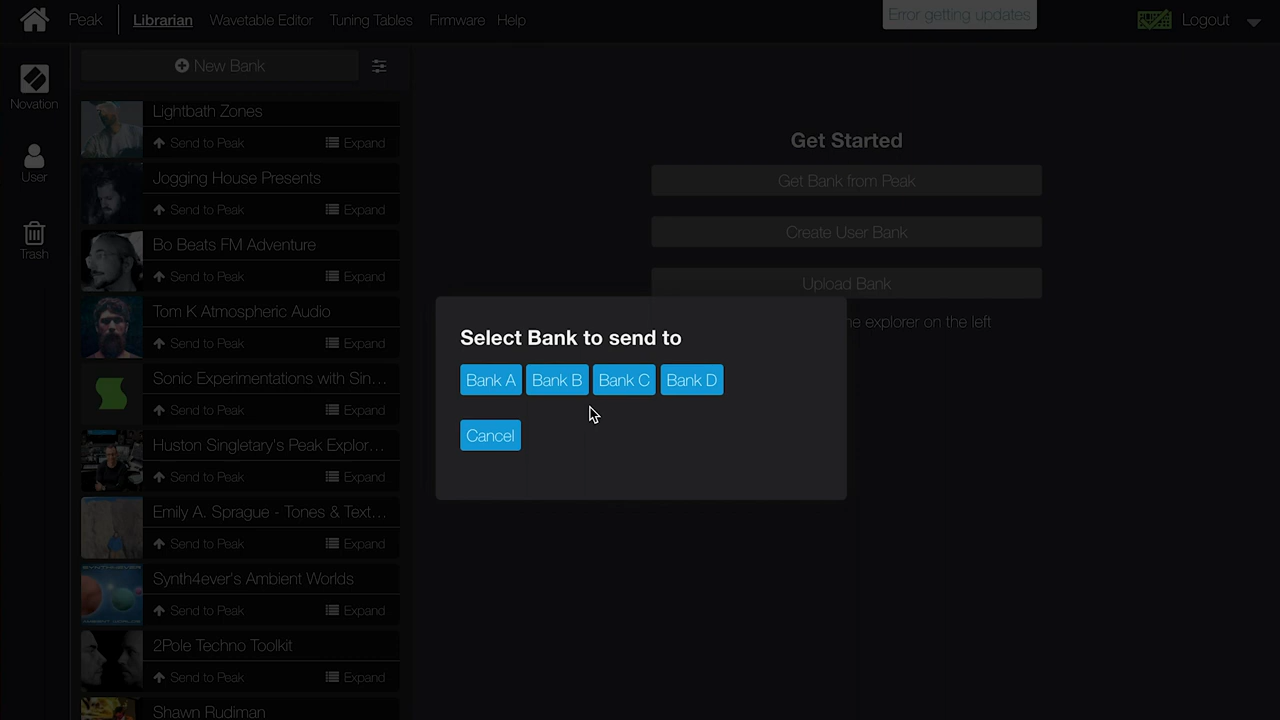 Peak
Librarian
Wavetable Editor
Tuning Tables
Firmware
Help
Error getting updates
Logout
Novation
User
Trash
New Bank
Lightbath Zones
Send to Peak
Expand
Jogging House Presents
Send to Peak
Expand
Bo Beats FM Adventure
Send to Peak
Expand
Tom K Atmospheric Audio
Send to Peak
Expand
Sonic Experimentations with Sin...
Send to Peak
Expand
Huston Singletary's Peak Explor...
Send to Peak
Expand
Emily A. Sprague - Tones & Text...
Send to Peak
Expand
Synth4ever's Ambient Worlds
Send to Peak
Expand
2Pole Techno Toolkit
Send to Peak
Expand
Shawn Rudiman
Get Started
Get Bank from Peak
Create User Bank
Upload Bank
explorer on the left
Select Bank to send to
Bank A
Bank B
Bank C
Bank D
Cancel